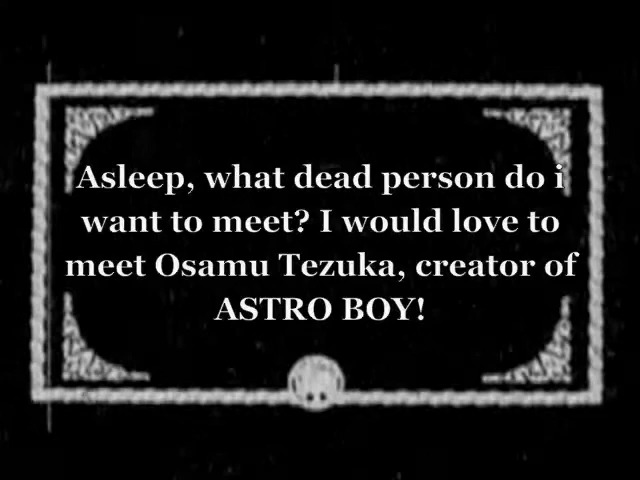 Asleep, what dead person do i
want to meet? I would love to
meet Osamu Tezuka, creator of
ASTRO BOY!